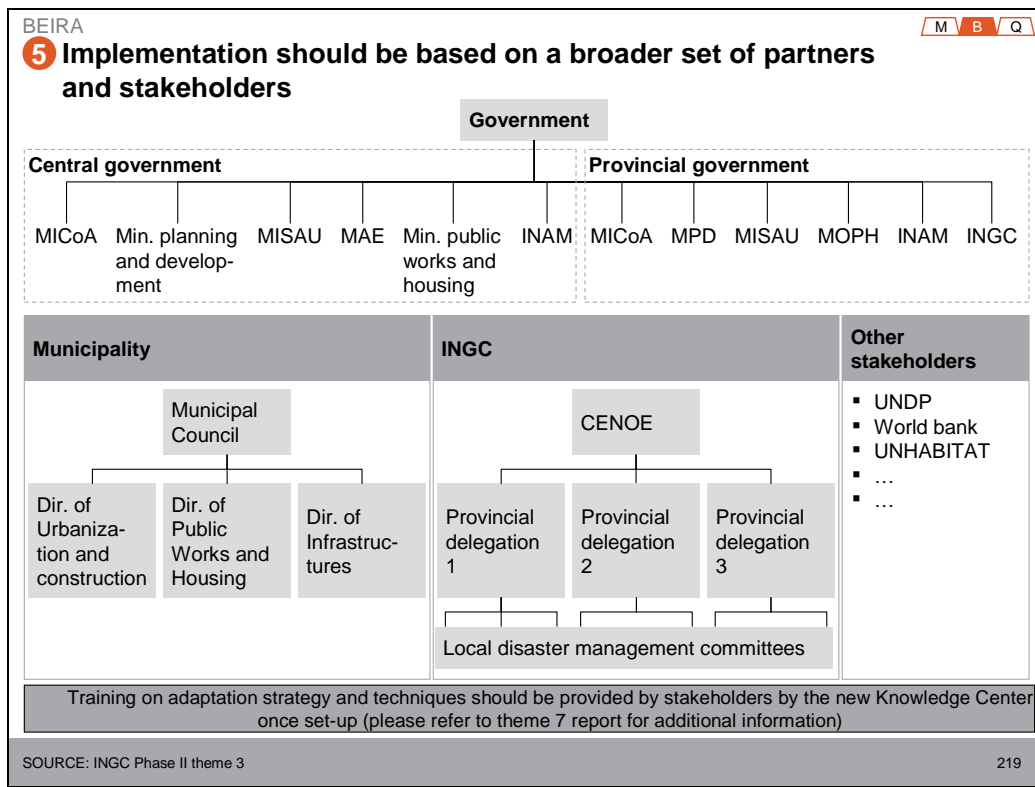 BEIRA
M B Q
5 Implementation should be based on a broader set of partners
and stakeholders
Government
Central government
Provincial government
MICoA
Min. planning
and develop-
ment
MISAU
MAE
Min. public
works and
housing
INAM
MICoA
MPD
MISAU
MOPH
INAM
INGC
Municipality
INGC
Other
stakeholders
Municipal
Council
Dir. of
Urbaniza-
tion and
construction
Dir. of
Public
Works and
Housing
Dir. of
Infrastruc-
tures
CENOE
Provincial
delegation
1
Provincial
delegation
2
Provincial
delegation
3
Local disaster management committees
▪ UNDP
▪ World bank
▪ UNHABITAT
▪ …
▪ …
Training on adaptation strategy and techniques should be provided by stakeholders by the new Knowledge Center
once set-up (please refer to theme 7 report for additional information)
SOURCE: INGC Phase II theme 3
219